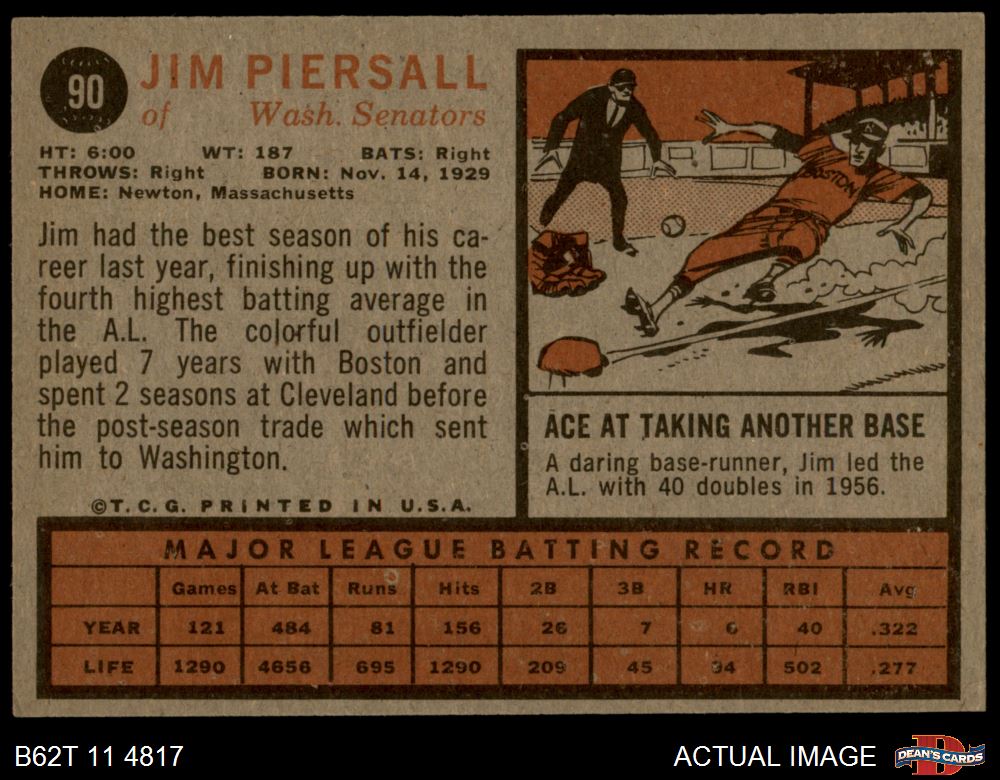 90
JIM PIERSALL
of Wash. Senators
HT: 6:00 WT: 187 BATS: Right
THROWS: Right BORN: Nov. 14, 1929
HOME: Newton, Massachusetts
Jim had the best season of his ca-
reer last year, finishing up with the
fourth highest batting average in
the A.L. The colorful outfielder
played 7 years with Boston and
spent 2 seasons at Cleveland before
the post-season trade which sent
him to Washington.
©T.C.G. PRINTED IN U.S.A.
BOSTON
ACE AT TAKING ANOTHER BASE
A daring base-runner, Jim led the
A.L. with 40 doubles in 1956.
MAJOR LEAGUE BATTING RECORD
Games At Bat Runs Hits 2B 3B HR RBI Avg
YEAR 121 484 81 156 26 7 6 40 .322
LIFE 1290 4656 695 1290 209 45 94 502 .277
B62T 11 4817
ACTUAL IMAGE
D
DEAN'S CARDS